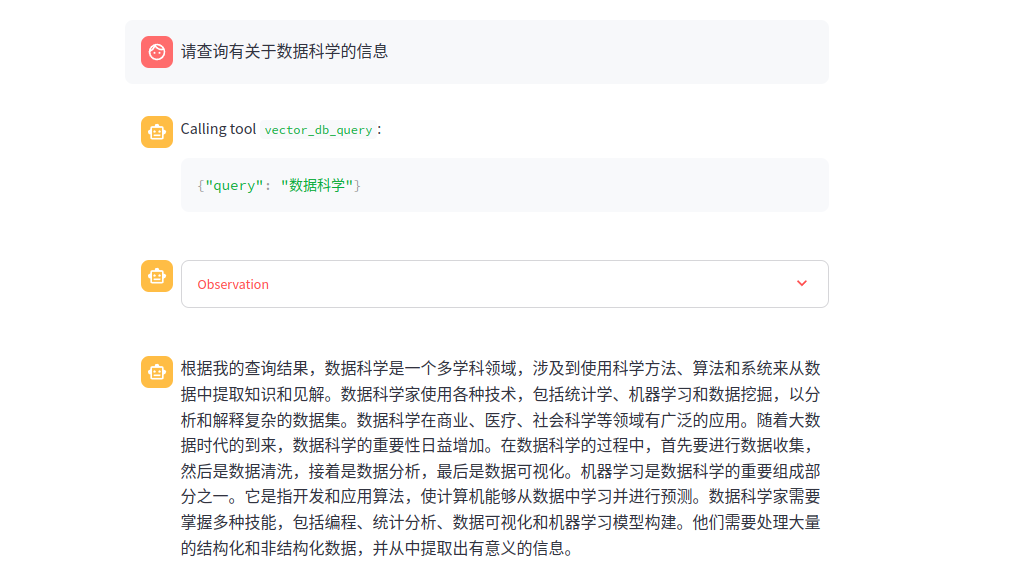 请查询有关于数据科学的信息
Calling tool vector_db_query:
{"query": "数据科学"}
Observation
根据我的查询结果，数据科学是一个多学科领域，涉及到使用科学方法、算法和系统来从数
据中提取知识和见解。数据科学家使用各种技术，包括统计学、机器学习和数据挖掘，以分
析和解释复杂的数据集。数据科学在商业、医疗、社会科学等领域有广泛的应用。随着大数
据时代的到来，数据科学的重要性日益增加。在数据科学的过程中，首先要进行数据收集，
然后是数据清洗，接着是数据分析，最后是数据可视化。机器学习是数据科学的重要组成部
分之一。它是指开发和应用算法，使计算机能够从数据中学习并进行预测。数据科学家需要
掌握多种技能，包括编程、统计分析、数据可视化和机器学习模型构建。他们需要处理大量
的结构化和非结构化数据，并从中提取出有意义的信息。